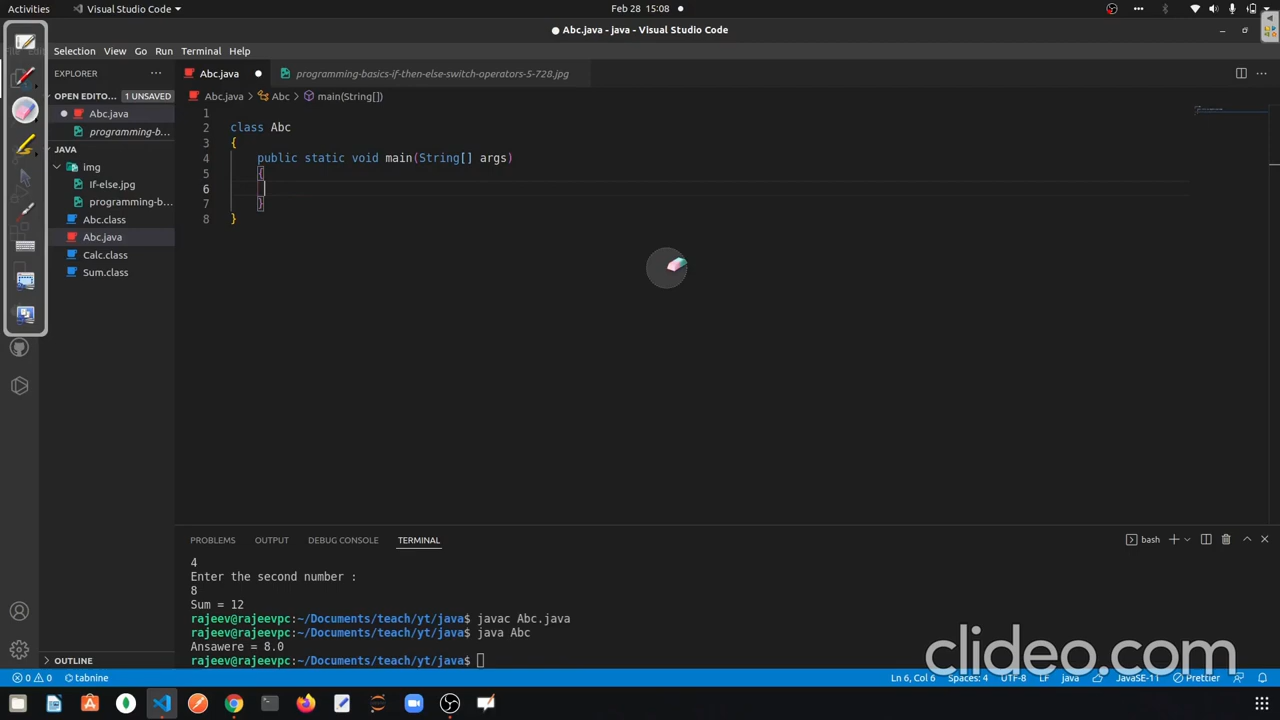 Activities
Visual Studio Code
Feb 28 15:08
Abc.java - java - Visual Studio Code
Selection View Go Run Terminal Help
EXPLORER
Abc.java
programming-basics-if-then-else-switch-operators-5-728.jpg
OPEN EDITO... 1 UNSAVED
Abc.java > Abc > main(String[])
Abc.java
programming-b...
JAVA
img
If-else.jpg
programming-b...
Abc.class
Abc.java
Calc.class
Sum.class
1
2 class Abc
3 {
4 public static void main(String[] args)
5 {
6
7 }
8 }
PROBLEMS OUTPUT DEBUG CONSOLE TERMINAL
bash
4
Enter the second number :
8
Sum = 12
rajeev@rajeevpc:~/Documents/teach/yt/java$ javac Abc.java
rajeev@rajeevpc:~/Documents/teach/yt/java$ java Abc
Answere = 8.0
rajeev@rajeevpc:~/Documents/teach/yt/java$
OUTLINE
clideo.com
0 0 tabnine
Ln 6, Col 6 Spaces: 4 UTF-8 LF java JavaSE-11 Prettier